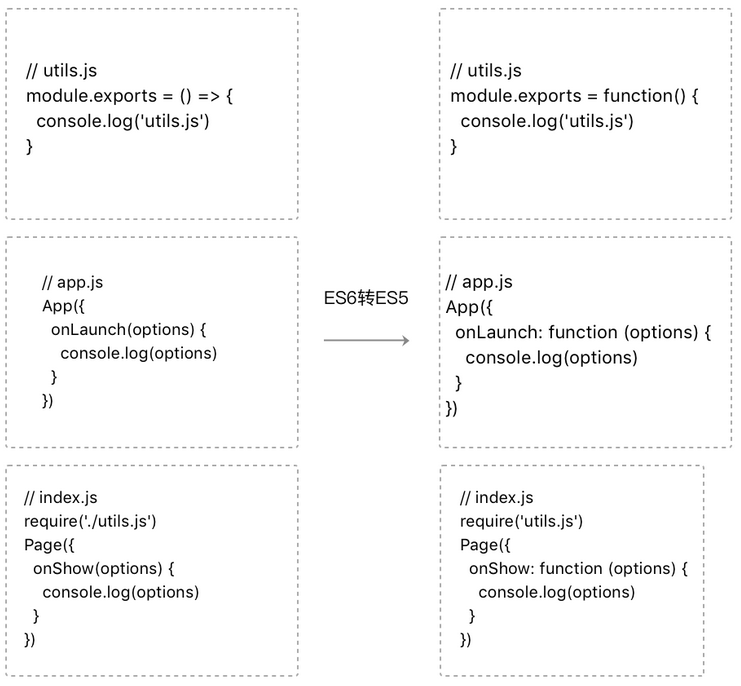 // utils.js
module.exports = () => {
  console.log('utils.js')
}
// utils.js
module.exports = function() {
  console.log('utils.js')
}
// app.js
App({
  onLaunch(options) {
    console.log(options)
  }
})
ES6转ES5
// app.js
App({
  onLaunch: function (options) {
    console.log(options)
  }
})
// index.js
require('./utils.js')
Page({
  onShow(options) {
    console.log(options)
  }
})
// index.js
require('utils.js')
Page({
  onShow: function (options) {
    console.log(options)
  }
})